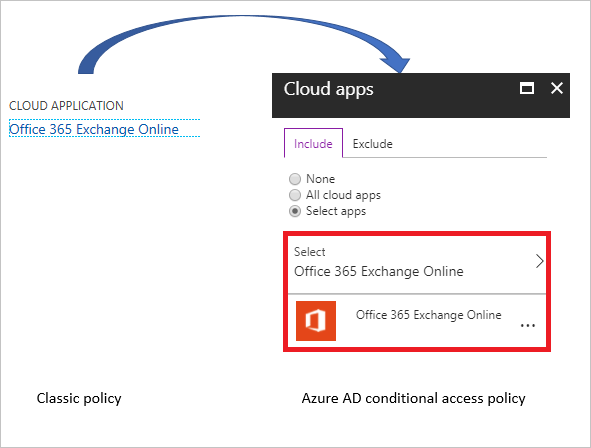 CLOUD APPLICATION
Office 365 Exchange Online
Cloud apps
Include Exclude
None
All cloud apps
Select apps
Select
Office 365 Exchange Online
Office 365 Exchange Online
Classic policy
Azure AD conditional access policy